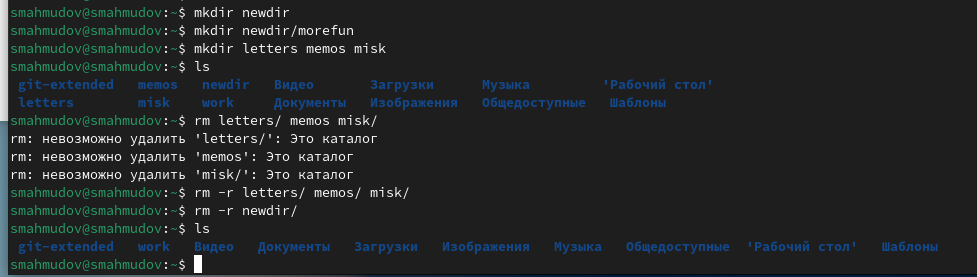 smahmudov@smahmudov:~$ mkdir newdir
smahmudov@smahmudov:~$ mkdir newdir/morefun
smahmudov@smahmudov:~$ mkdir letters memos misk
smahmudov@smahmudov:~$ ls
git-extended memos newdir Видео Загрузки Музыка 'Рабочий стол'
letters misk work Документы Изображения Общедоступные Шаблоны
smahmudov@smahmudov:~$ rm letters/ memos misk/
rm: невозможно удалить 'letters/': Это каталог
rm: невозможно удалить 'memos': Это каталог
rm: невозможно удалить 'misk/': Это каталог
smahmudov@smahmudov:~$ rm -r letters/ memos/ misk/
smahmudov@smahmudov:~$ rm -r newdir/
smahmudov@smahmudov:~$ ls
git-extended work Видео Документы Загрузки Изображения Музыка Общедоступные 'Рабочий стол' Шаблоны
smahmudov@smahmudov:~$